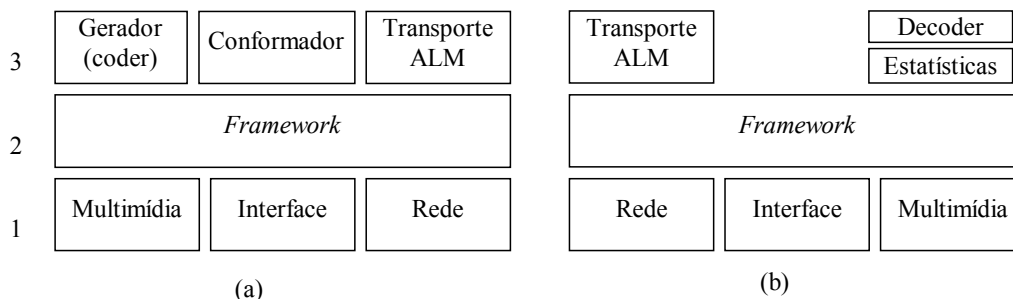 3
Gerador
(coder)
Conformador
Transporte
ALM
2
Framework
1
Multimídia
Interface
Rede
(a)
Transporte
ALM
Decoder
Estatísticas
Framework
Rede
Interface
Multimídia
(b)